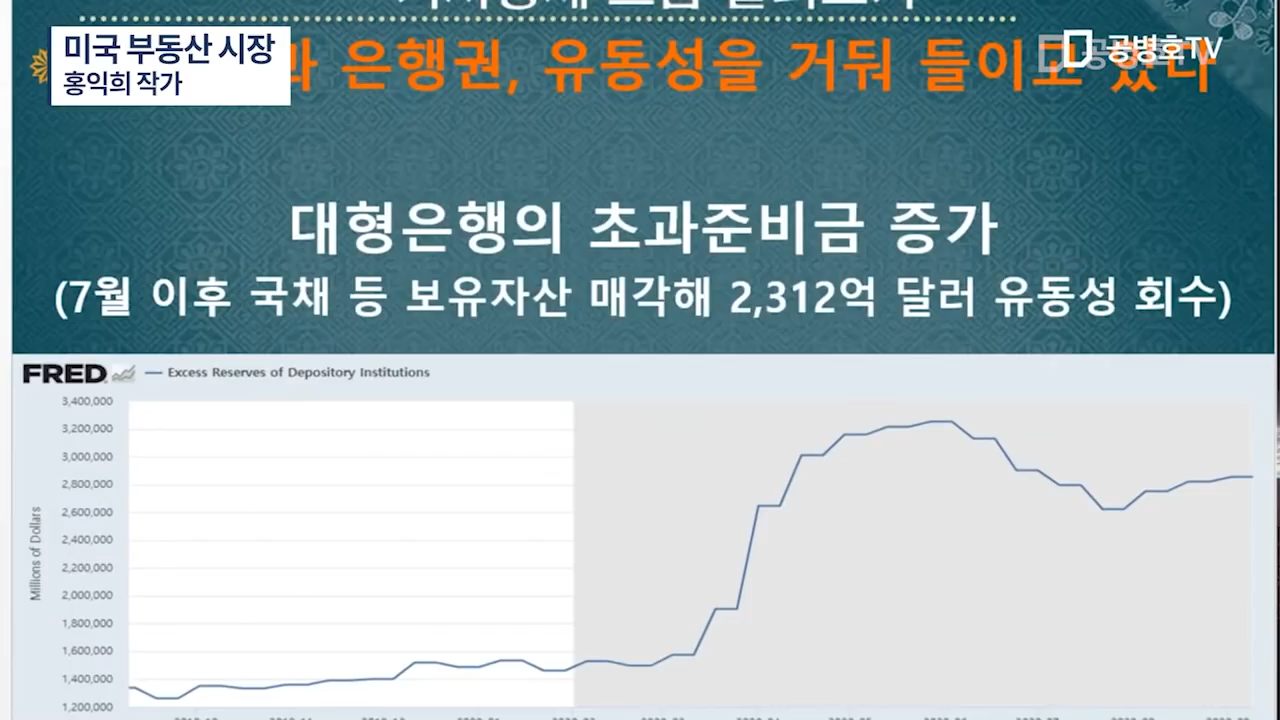 미국 부동산 시장
홍익희 작가
공병호TV
과 은행권, 유동성을 거둬 들이고 있다
대형은행의 초과준비금 증가
(7월 이후 국채 등 보유자산 매각해 2,312억 달러 유동성 회수)
FRED
Excess Reserves of Depository Institutions
Millions of Dollars
3,400,000
3,200,000
3,000,000
2,800,000
2,600,000
2,400,000
2,200,000
2,000,000
1,800,000
1,600,000
1,400,000
1,200,000